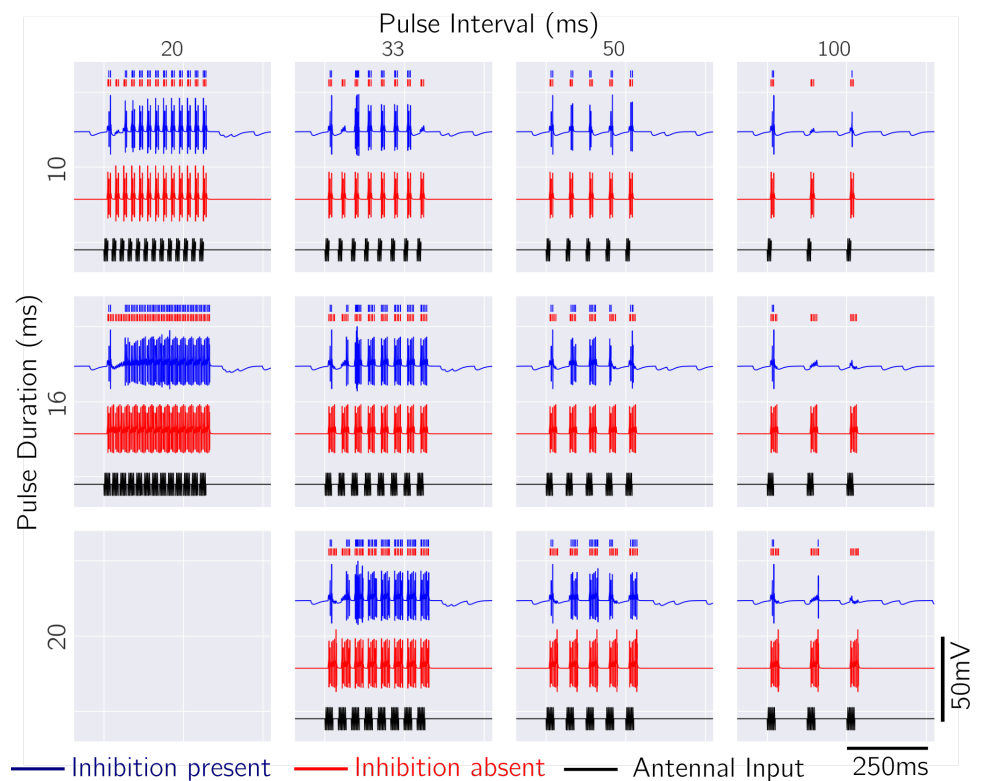 Pulse Interval (ms)
20 33 50 100
Pulse Duration (ms)
10
16
20
50mV
250ms
Inhibition present Inhibition absent Antennal Input